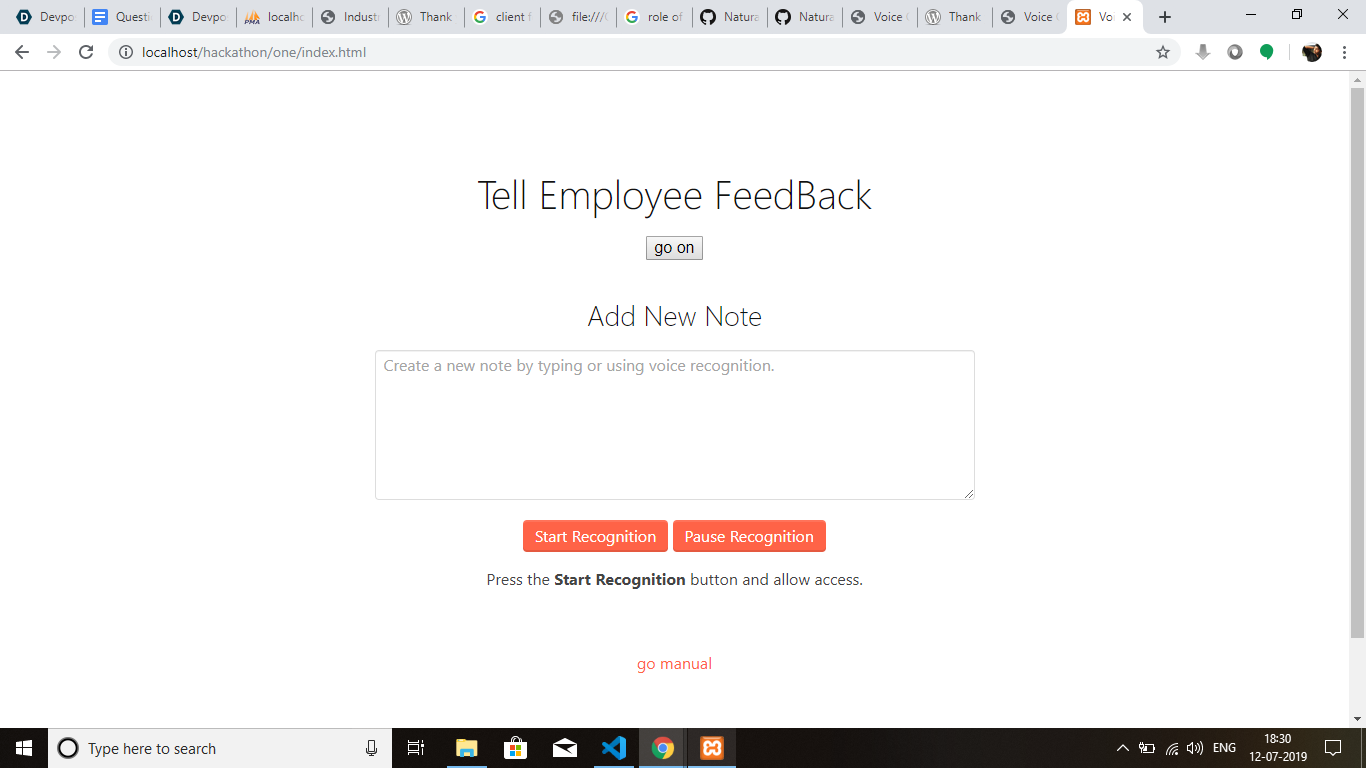 Devpo
Questi
Devpo
localho
Industr
Thank
client f
file:///
role of
Natura
Natura
Voice
Thank
Voice
Voi
localhost/hackathon/one/index.html
Tell Employee FeedBack
go on
Add New Note
Create a new note by typing or using voice recognition.
Start Recognition Pause Recognition
Press the Start Recognition button and allow access.
go manual
Type here to search
ENG
18:30
12-07-2019